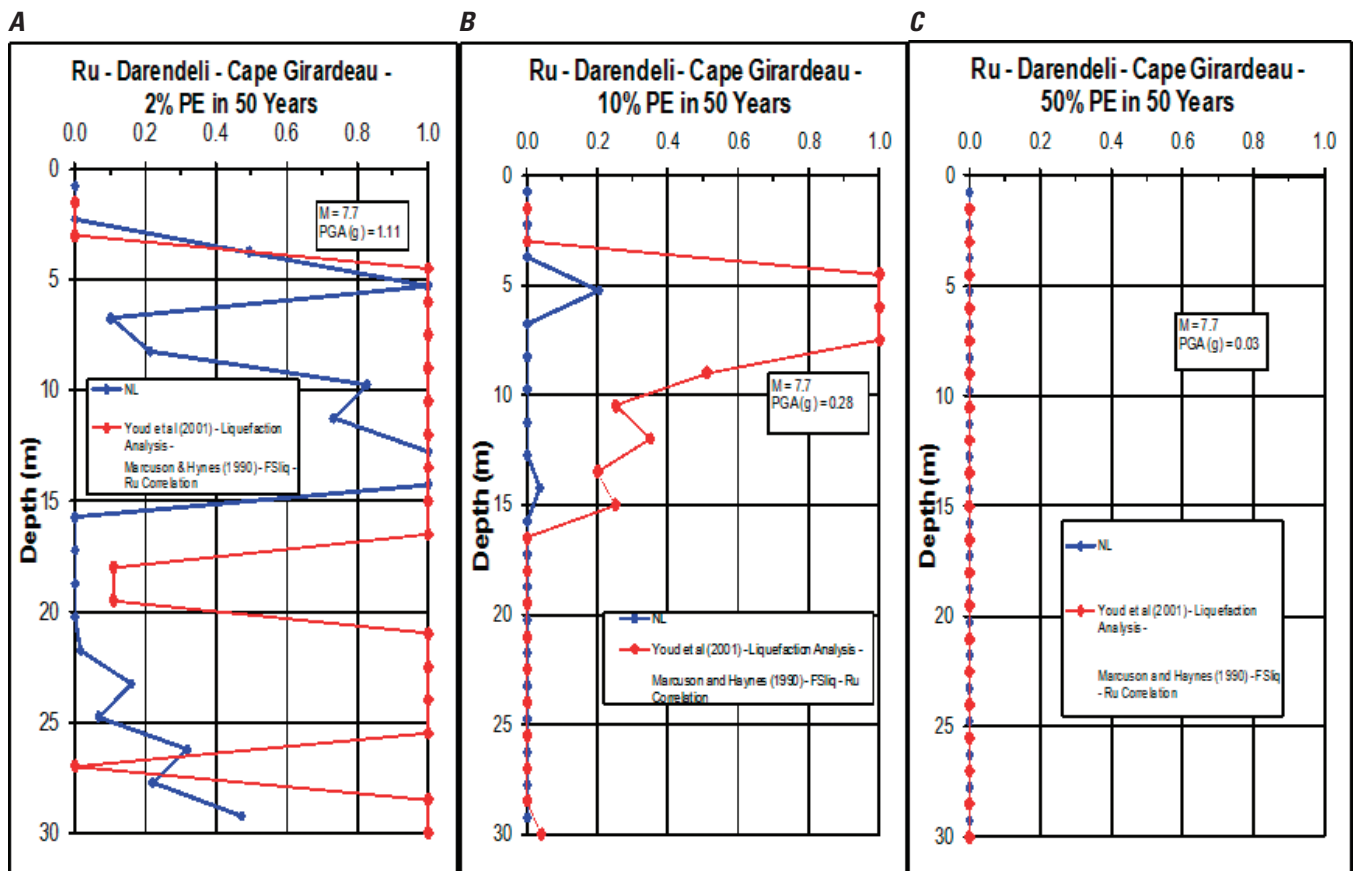 A
Ru - Darendeli - Cape Girardeau -
2% PE in 50 Years
0.0 0.2 0.4 0.6 0.8 1.0
0
5
10
15
20
25
30
Depth (m)
M = 7.7
PGA (g) = 1.11
NL
Youd et al (2001) - Liquefaction
Analysis -
Marcuson & Hynes (1990) - FSliq -
Ru Correlation
B
Ru - Darendeli - Cape Girardeau -
10% PE in 50 Years
0.0 0.2 0.4 0.6 0.8 1.0
0
5
10
15
20
25
30
Depth (m)
M = 7.7
PGA (g) = 0.28
NL
Youd et al (2001) - Liquefaction Analysis -
Marcuson and Haynes (1990) - FSliq - Ru
Correlation
C
Ru - Darendeli - Cape Girardeau -
50% PE in 50 Years
0.0 0.2 0.4 0.6 0.8 1.0
0
5
10
15
20
25
30
Depth (m)
M = 7.7
PGA (g) = 0.03
NL
Youd et al (2001) - Liquefaction
Analysis -
Marcuson and Haynes (1990) - FSliq
- Ru Correlation